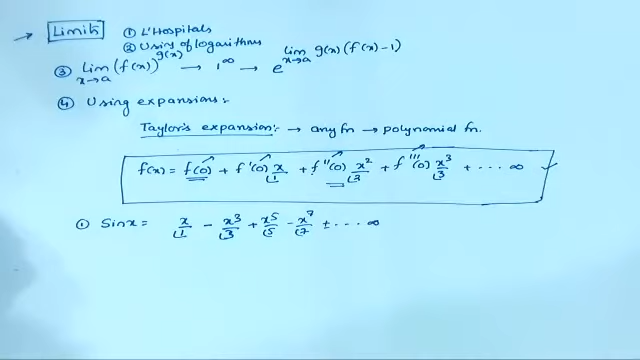 → Limits ① L'Hospitals
② Using of logarithms
③ lim x→a (f(x))^g(x) → 1^∞ → e^lim x→a g(x)(f(x)-1)
④ Using expansions:-
Taylor's expansion:- → any fn → polynomial fn.
f(x) = f(0) + f'(0) x/⌊1 + f''(0) x²/⌊2 + f'''(0) x³/⌊3 + .... ∞
① Sinx = x/⌊1 - x³/⌊3 + x⁵/⌊5 - x⁷/⌊7 ± .... ∞